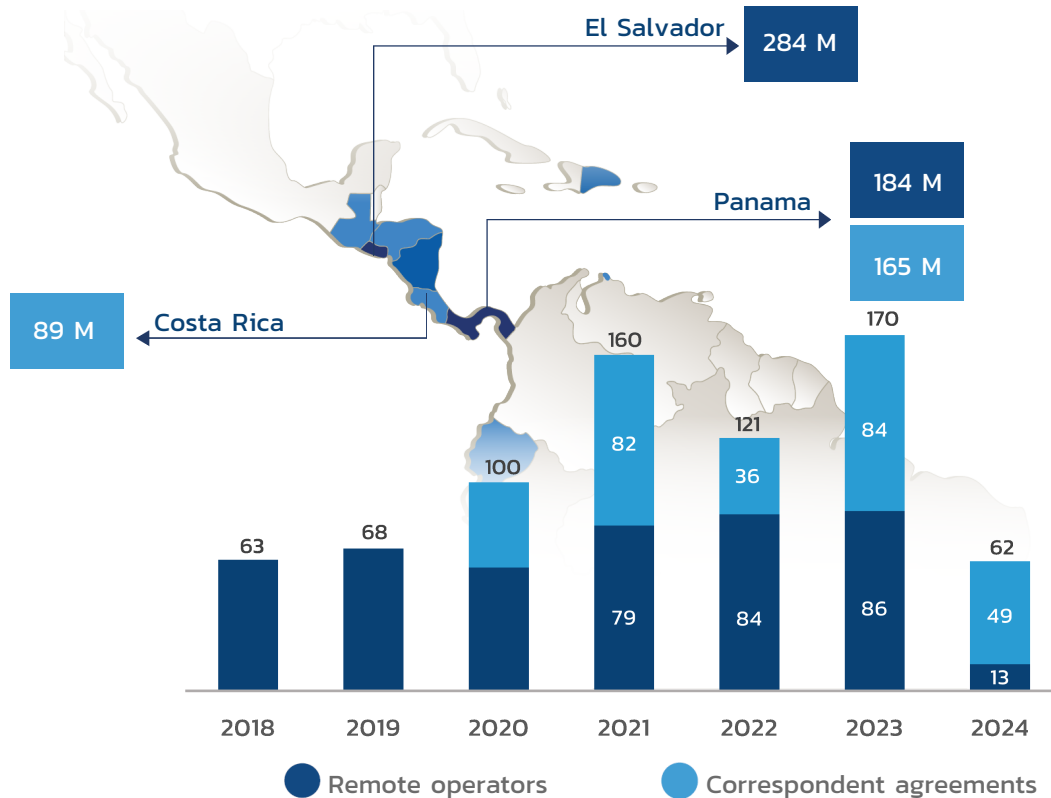 El Salvador
284 M
Panama
184 M
165 M
Costa Rica
89 M
63
68
100
160
82
79
121
36
84
170
84
86
62
49
13
2018 2019 2020 2021 2022 2023 2024
Remote operators Correspondent agreements